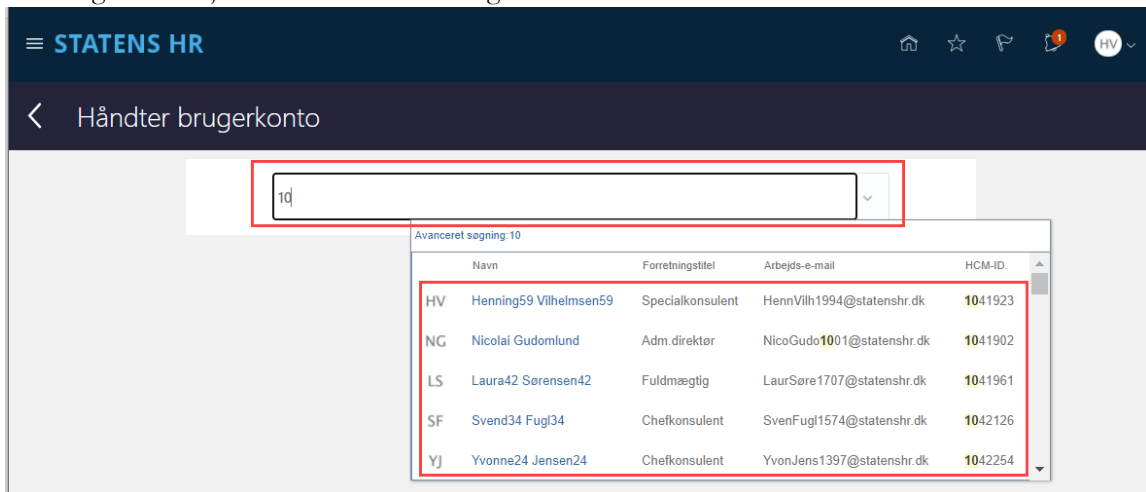 STATENS HR
1
HV
Håndter brugerkonto
10
Avanceret søgning:10
Navn Forretningstitel Arbejds-e-mail HCM-ID.
HV Henning59 Vilhelmsen59 Specialkonsulent HennVilh1994@statenshr.dk 1041923
NG Nicolai Gudomlund Adm.direktør NicoGudo1001@statenshr.dk 1041902
LS Laura42 Sørensen42 Fuldmægtig LaurSøre1707@statenshr.dk 1041961
SF Svend34 Fugl34 Chefkonsulent SvenFugl1574@statenshr.dk 1042126
YJ Yvonne24 Jensen24 Chefkonsulent YvonJens1397@statenshr.dk 1042254